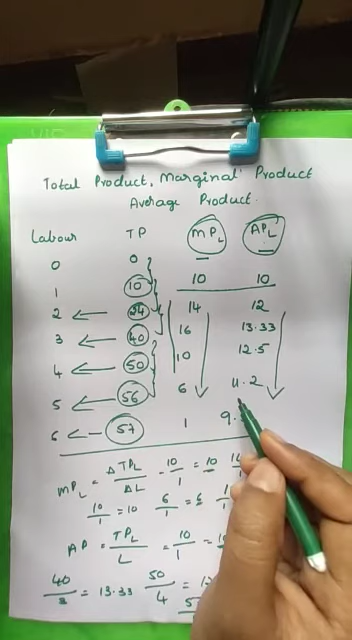 Total Product, Marginal Product
Average Product.
Labour TP MPL APL
0 0
1 10 10 10
2 ← 24 14 12
3 ← 40 16 13.33
4 ← 50 10 12.5
5 ← 56 6 11.2
6 ← 57 1 9.
MPL = ΔTPL / ΔL = 10/1 = 10
10/1 = 10 6/1 = 6
AP = TPL / L = 10/1 =
40/3 = 13.33 50/4 =